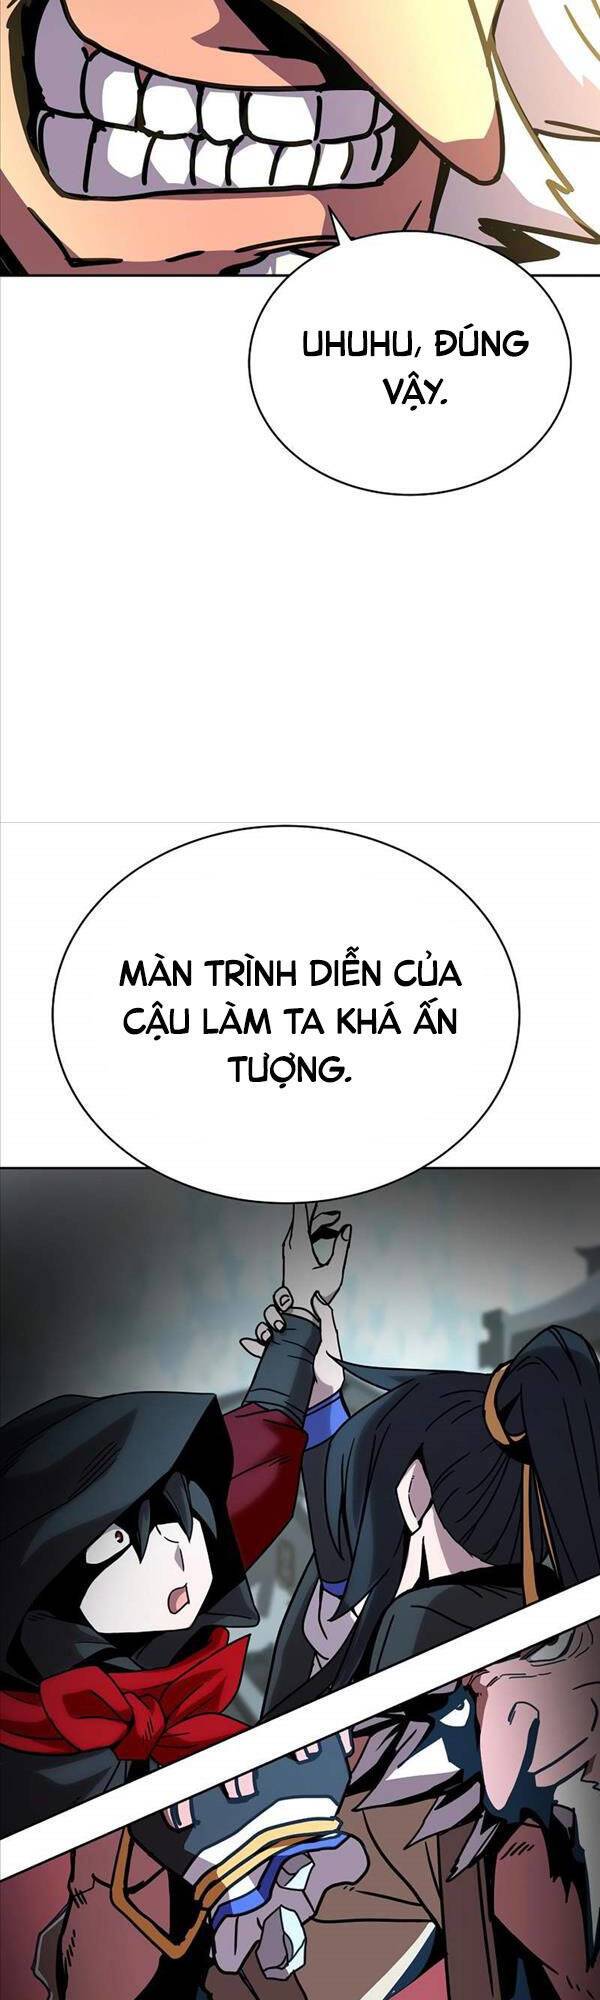 UHUHU, ĐÚNG
VẬY.
MÀN TRÌNH DIỄN CỦA
CẬU LÀM TA KHÁ ẤN
TƯỢNG.